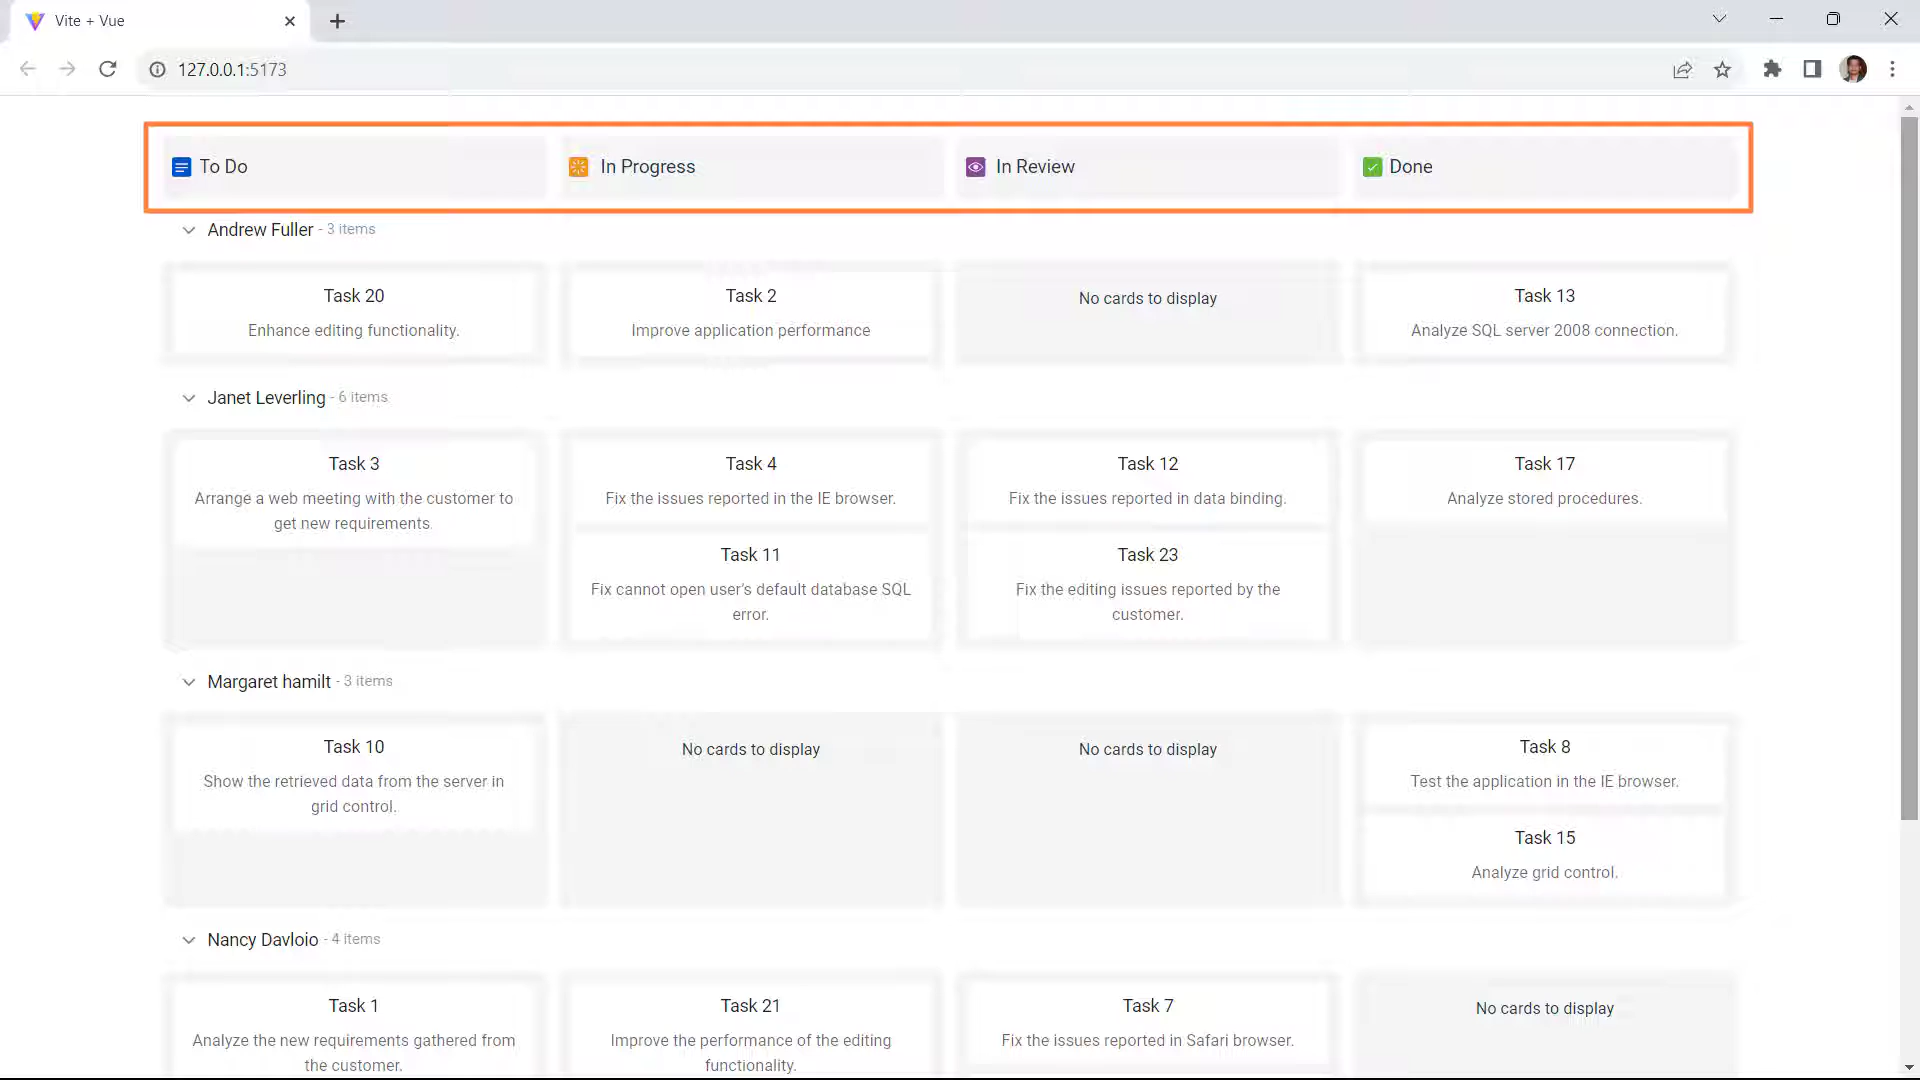 Vite + Vue
127.0.0.1:5173
To Do
In Progress
In Review
Done
Andrew Fuller - 3 items
Task 20
Enhance editing functionality.
Task 2
Improve application performance
No cards to display
Task 13
Analyze SQL server 2008 connection.
Janet Leverling - 6 items
Task 3
Arrange a web meeting with the customer to
get new requirements.
Task 4
Fix the issues reported in the IE browser.
Task 11
Fix cannot open user's default database SQL
error.
Task 12
Fix the issues reported in data binding.
Task 23
Fix the editing issues reported by the
customer.
Task 17
Analyze stored procedures.
Margaret hamilt - 3 items
Task 10
Show the retrieved data from the server in
grid control.
No cards to display
No cards to display
Task 8
Test the application in the IE browser.
Task 15
Analyze grid control.
Nancy Davloio - 4 items
Task 1
Analyze the new requirements gathered from
the customer.
Task 21
Improve the performance of the editing
functionality.
Task 7
Fix the issues reported in Safari browser.
No cards to display